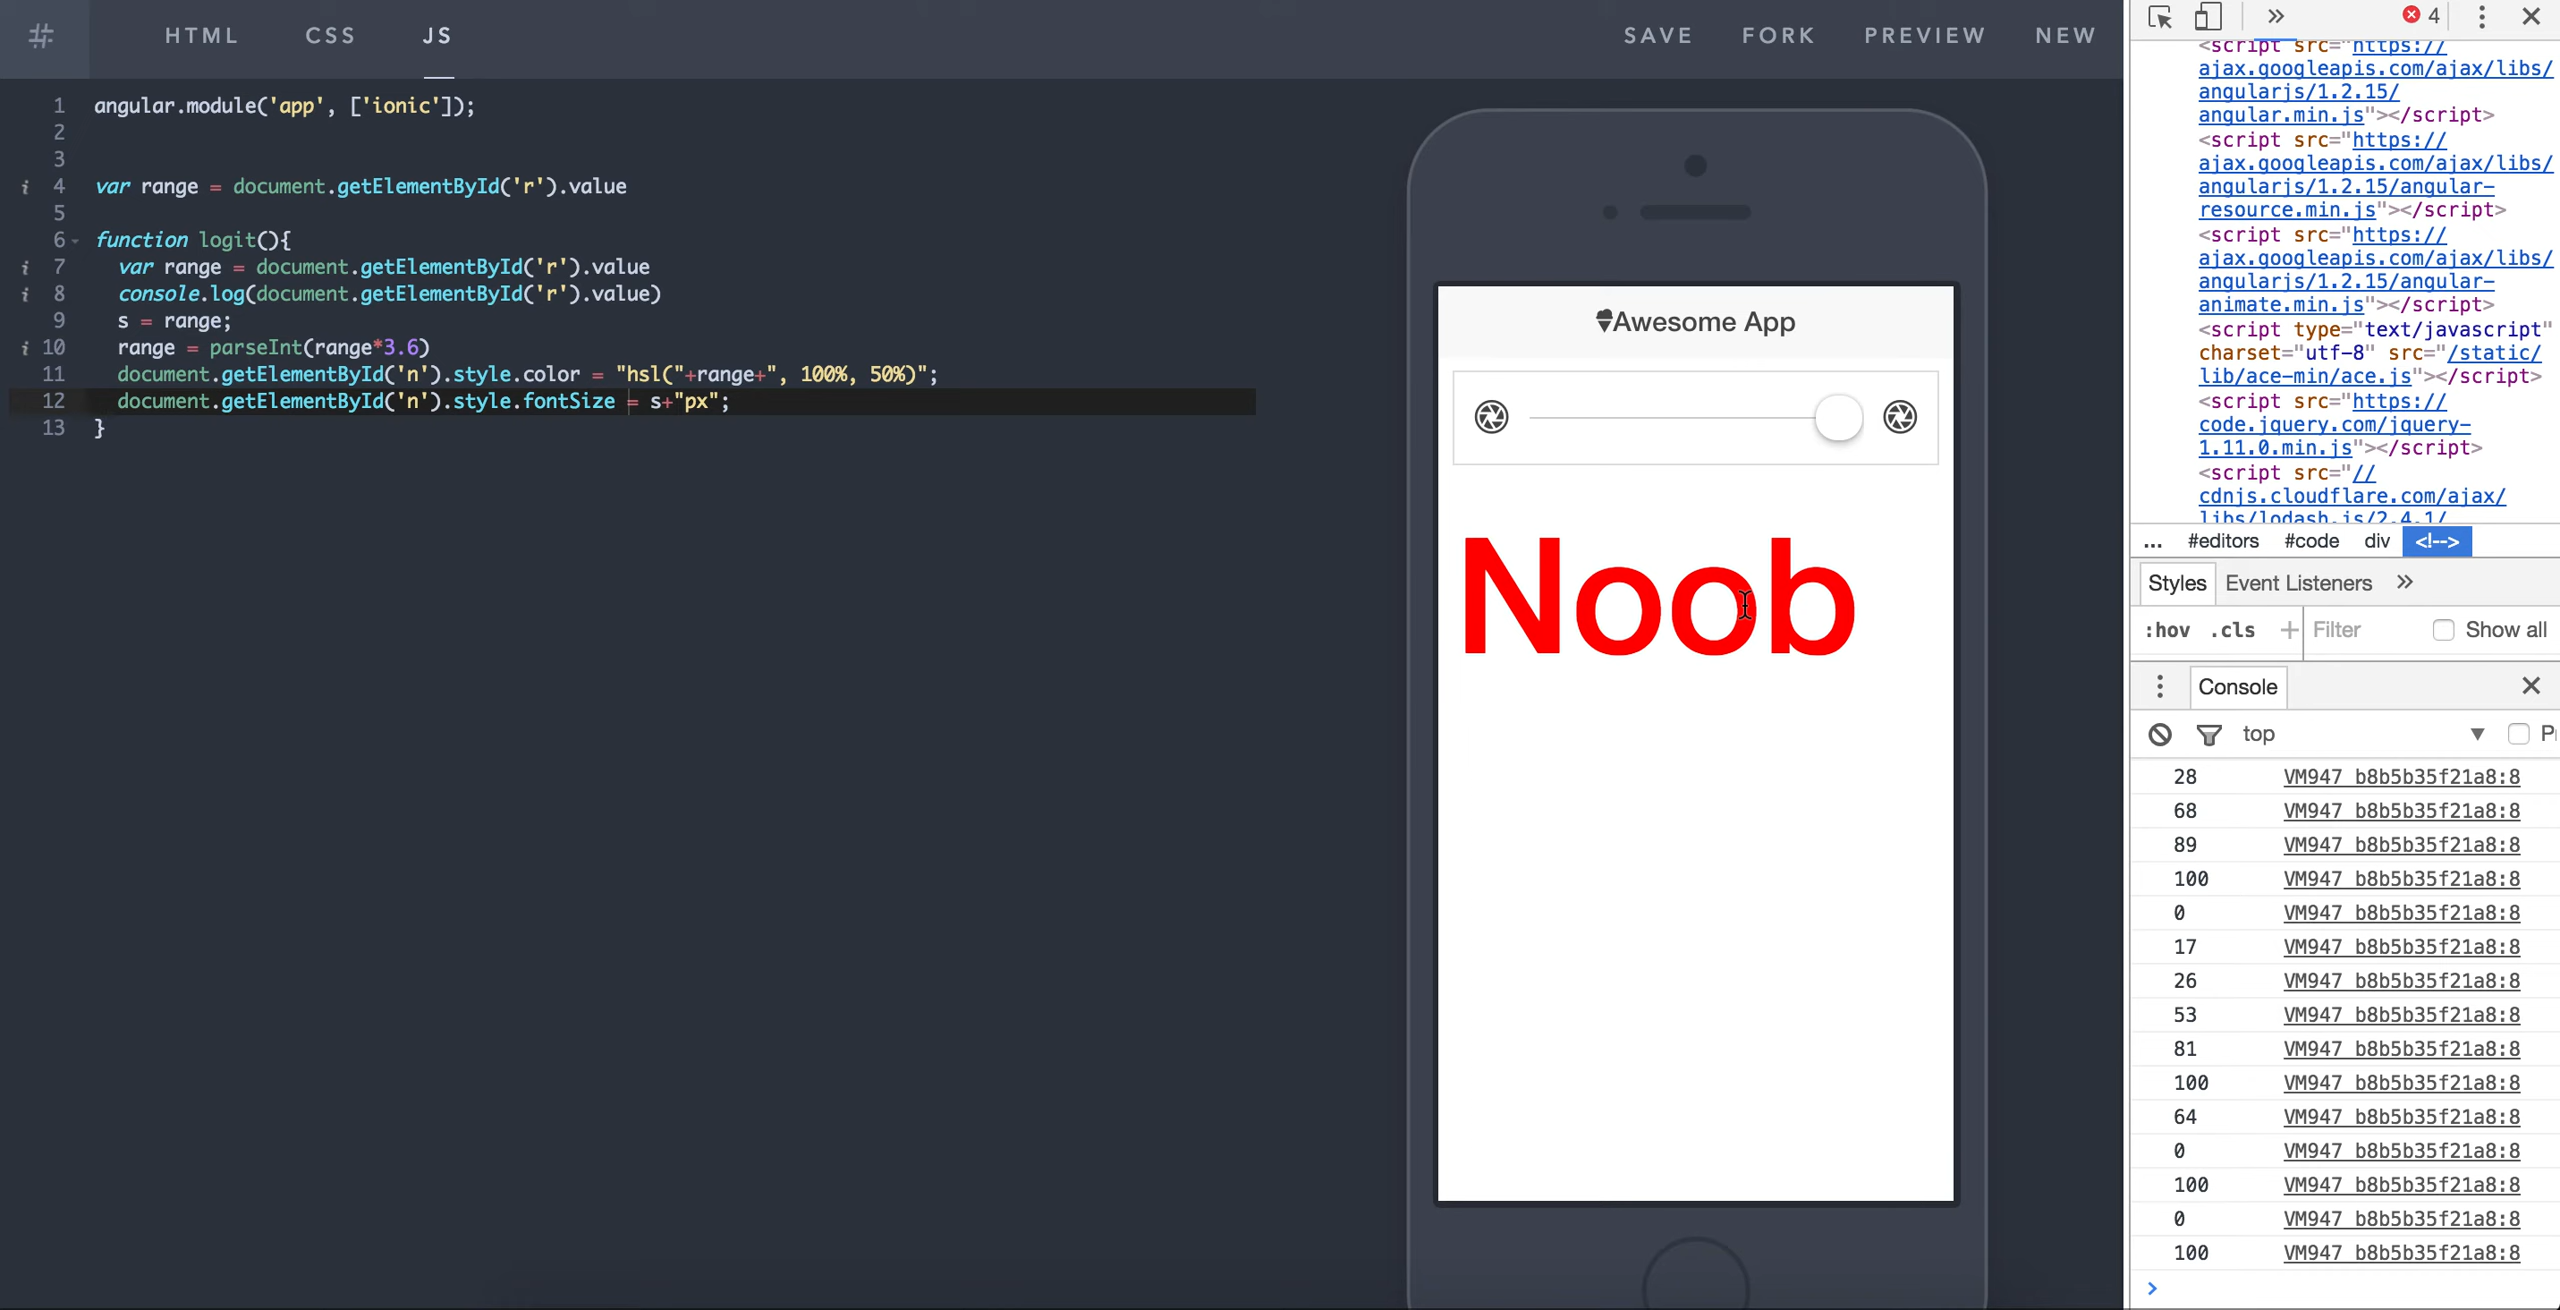 HTML CSS JS SAVE FORK PREVIEW NEW
1 angular.module('app', ['ionic']);
2
3
i 4 var range = document.getElementById('r').value
5
6 function logit(){
i 7 var range = document.getElementById('r').value
i 8 console.log(document.getElementById('r').value)
9 s = range;
i 10 range = parseInt(range*3.6)
11 document.getElementById('n').style.color = "hsl("+range+", 100%, 50%)";
12 document.getElementById('n').style.fontSize = s+"px";
13 }
Awesome App
Noob
4
<script src="https://
ajax.googleapis.com/ajax/libs/
angularjs/1.2.15/
angular.min.js"></script>
<script src="https://
ajax.googleapis.com/ajax/libs/
angularjs/1.2.15/angular-
resource.min.js"></script>
<script src="https://
ajax.googleapis.com/ajax/libs/
angularjs/1.2.15/angular-
animate.min.js"></script>
<script type="text/javascript"
charset="utf-8" src="/static/
lib/ace-min/ace.js"></script>
<script src="https://
code.jquery.com/jquery-
1.11.0.min.js"></script>
<script src="//
cdnjs.cloudflare.com/ajax/
libs/lodash.js/2.4.1/
... #editors #code div <!-->
Styles Event Listeners »
:hov .cls + Filter Show all
Console
top
28 VM947 b8b5b35f21a8:8
68 VM947 b8b5b35f21a8:8
89 VM947 b8b5b35f21a8:8
100 VM947 b8b5b35f21a8:8
0 VM947 b8b5b35f21a8:8
17 VM947 b8b5b35f21a8:8
26 VM947 b8b5b35f21a8:8
53 VM947 b8b5b35f21a8:8
81 VM947 b8b5b35f21a8:8
100 VM947 b8b5b35f21a8:8
64 VM947 b8b5b35f21a8:8
0 VM947 b8b5b35f21a8:8
100 VM947 b8b5b35f21a8:8
0 VM947 b8b5b35f21a8:8
100 VM947 b8b5b35f21a8:8